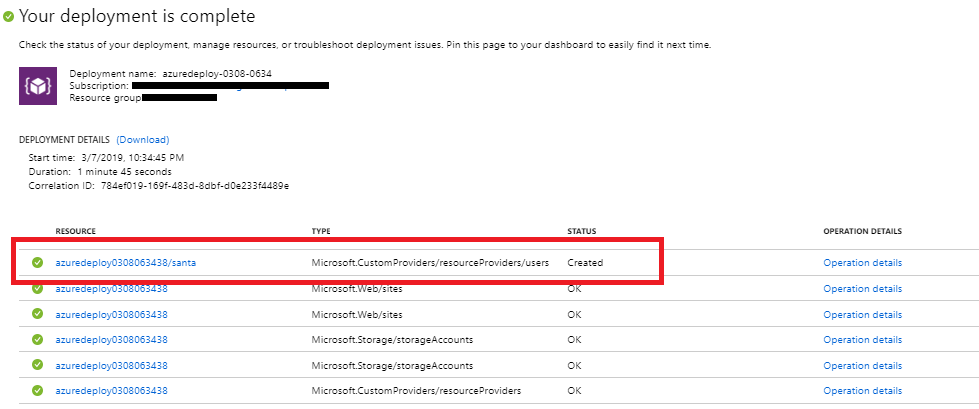 Your deployment is complete
Check the status of your deployment, manage resources, or troubleshoot deployment issues. Pin this page to your dashboard to easily find it next time.
Deployment name: azuredeploy-0308-0634
Subscription:
Resource group
DEPLOYMENT DETAILS (Download)
Start time: 3/7/2019, 10:34:45 PM
Duration: 1 minute 45 seconds
Correlation ID: 784ef019-169f-483d-8dbf-d0e233f4489e
RESOURCE TYPE STATUS OPERATION DETAILS
azuredeploy0308063438/santa Microsoft.CustomProviders/resourceProviders/users Created Operation details
azuredeploy0308063438 Microsoft.Web/sites OK Operation details
azuredeploy0308063438 Microsoft.Web/sites OK Operation details
azuredeploy0308063438 Microsoft.Storage/storageAccounts OK Operation details
azuredeploy0308063438 Microsoft.Storage/storageAccounts OK Operation details
azuredeploy0308063438 Microsoft.CustomProviders/resourceProviders OK Operation details